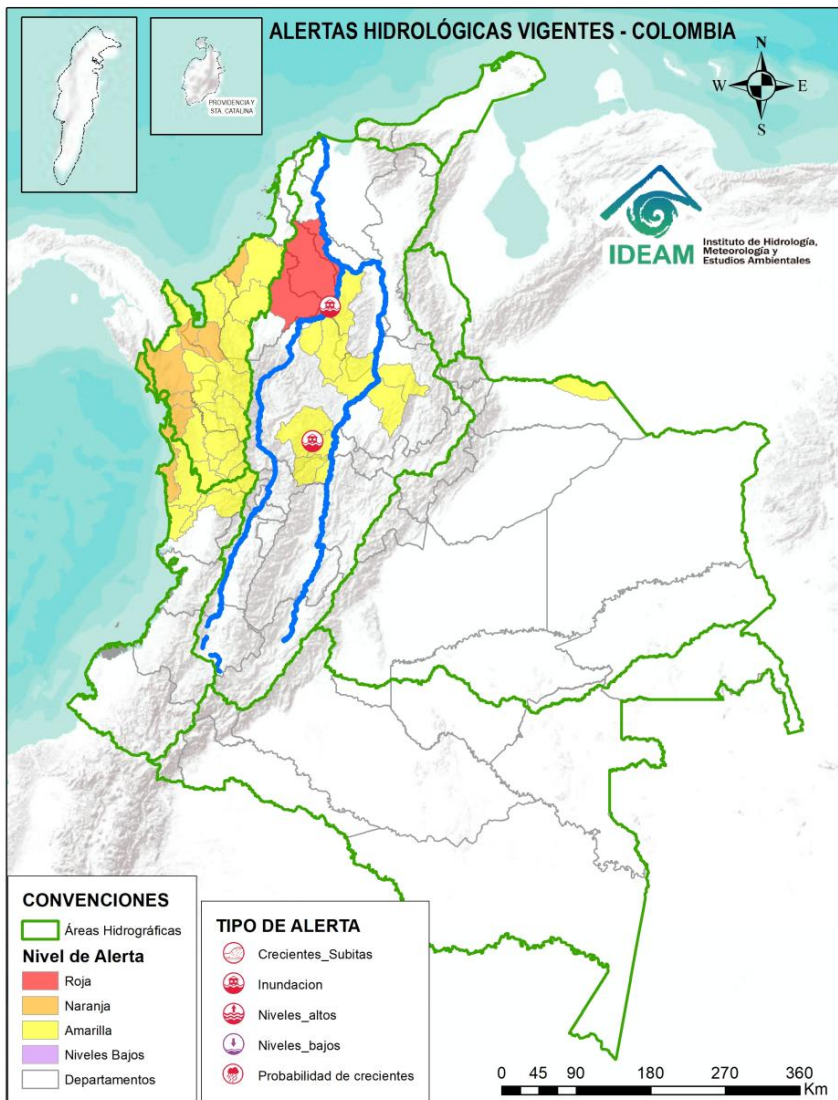 ALERTAS HIDROLÓGICAS VIGENTES - COLOMBIA
PROVIDENCIA Y
STA. CATALINA
N
W
E
S
IDEAM
Instituto de Hidrología,
Meteorología y
Estudios Ambientales
CONVENCIONES
Áreas Hidrográficas
Nivel de Alerta
Roja
Naranja
Amarilla
Niveles Bajos
Departamentos
TIPO DE ALERTA
Crecientes_Subitas
Inundacion
Niveles_altos
Niveles_bajos
Probabilidad de crecientes
0 45 90 180 270 360
Km